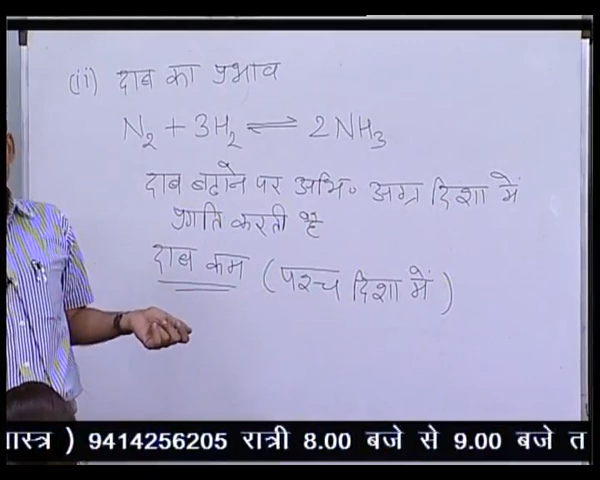 (ii) दाब का प्रभाव
N₂ + 3H₂ ⇌ 2NH₃
दाब बढ़ाने पर अभि० अग्र दिशा में
प्रगति करती है
दाब कम (पश्च दिशा में)
ास्त्र ) 9414256205 रात्री 8.00 बजे से 9.00 बजे त